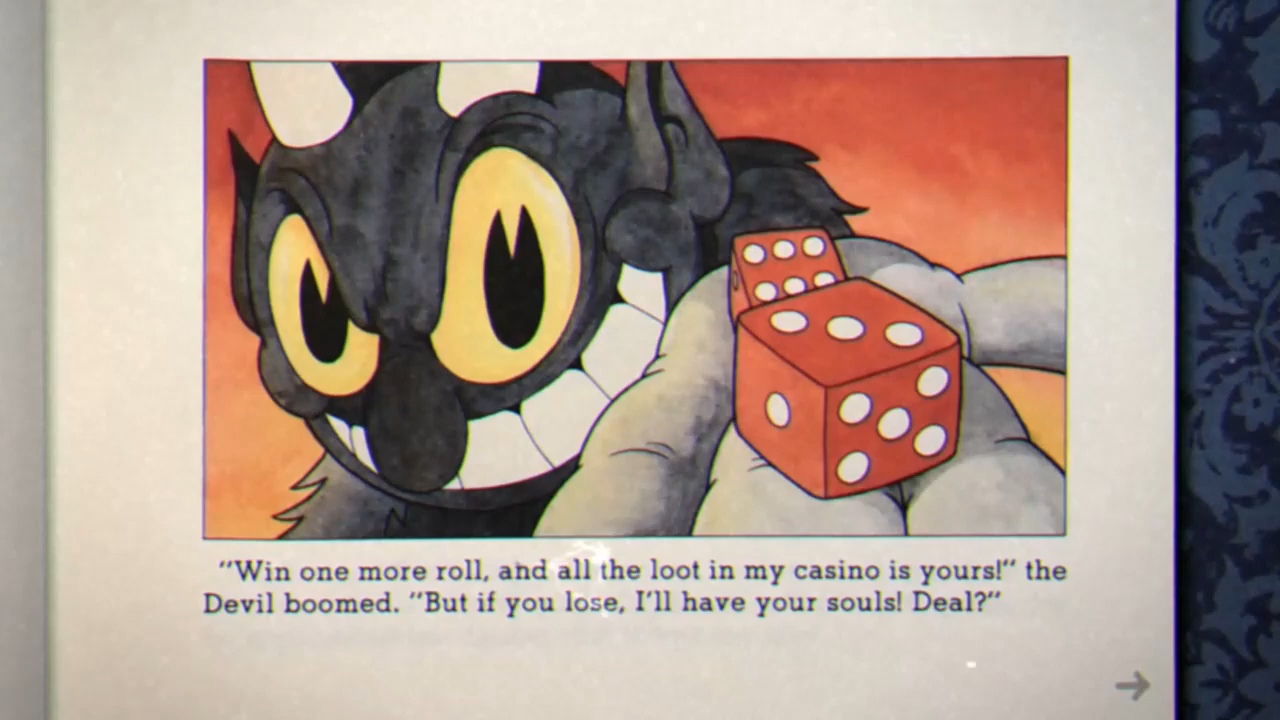 “Win one more roll, and all the loot in my casino is yours!“ the
Devil boomed. “But if you lose, I’ll have your souls! Deal?“